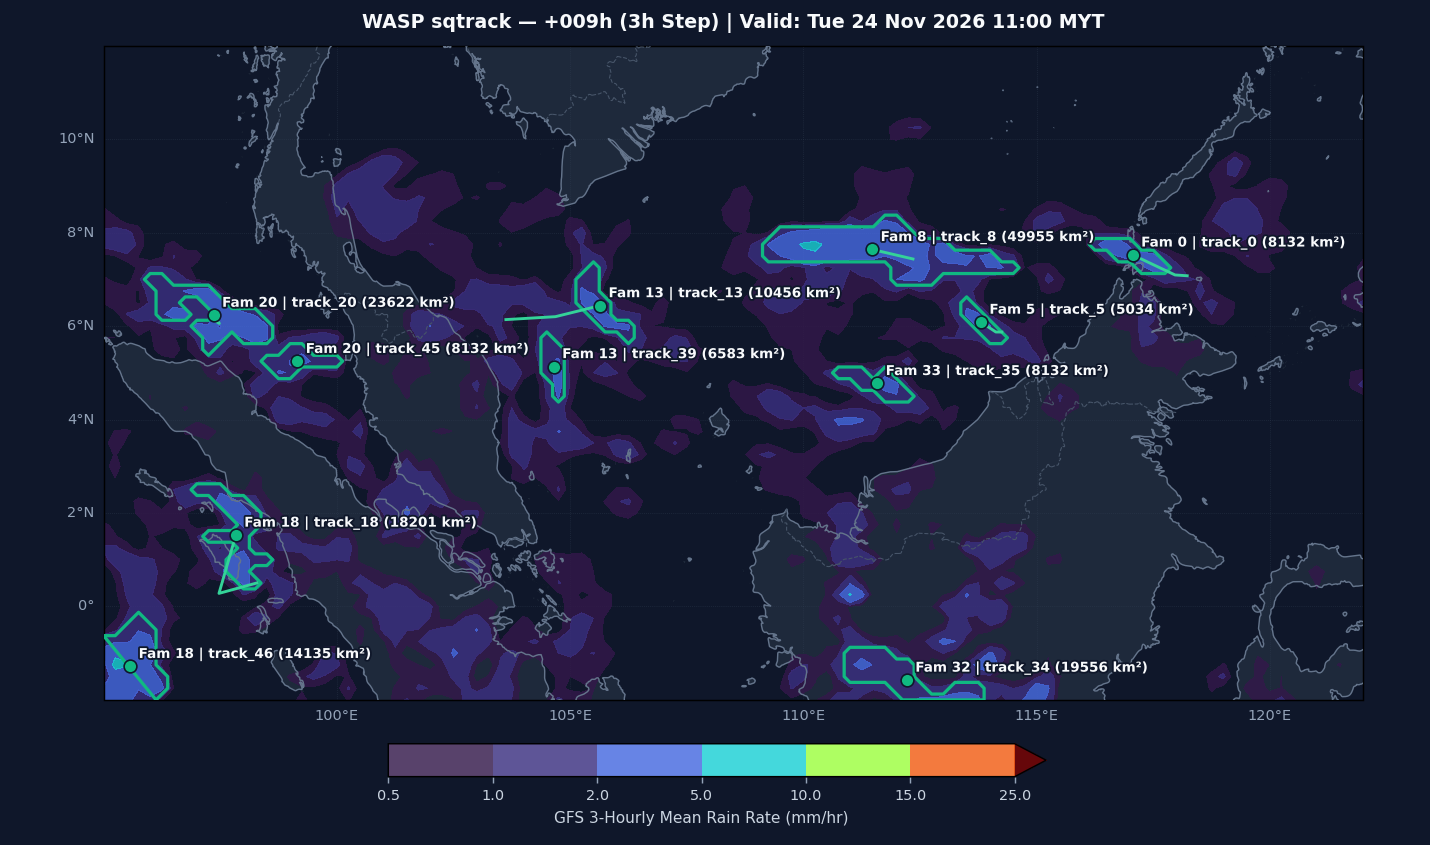 WASP sqtrack — +009h (3h Step) | Valid: Tue 24 Nov 2026 11:00 MYT
10°N
8°N
Fam 8 | track_8 (49955 km²)
Fam 0 | track_0 (8132 km²)
Fam 20 | track_20 (23622 km²)
Fam 13 | track_13 (10456 km²)
Fam 5 | track_5 (5034 km²)
6°N
Fam 20 | track_45 (8132 km²)
Fam 13 | track_39 (6583 km²)
Fam 33 | track_35 (8132 km²)
4°N
2°N
Fam 18 | track_18 (18201 km²)
0°
Fam 18 | track_46 (14135 km²)
Fam 32 | track_34 (19556 km²)
100°E 105°E 110°E 115°E 120°E
0.5 1.0 2.0 5.0 10.0 15.0 25.0
GFS 3-Hourly Mean Rain Rate (mm/hr)